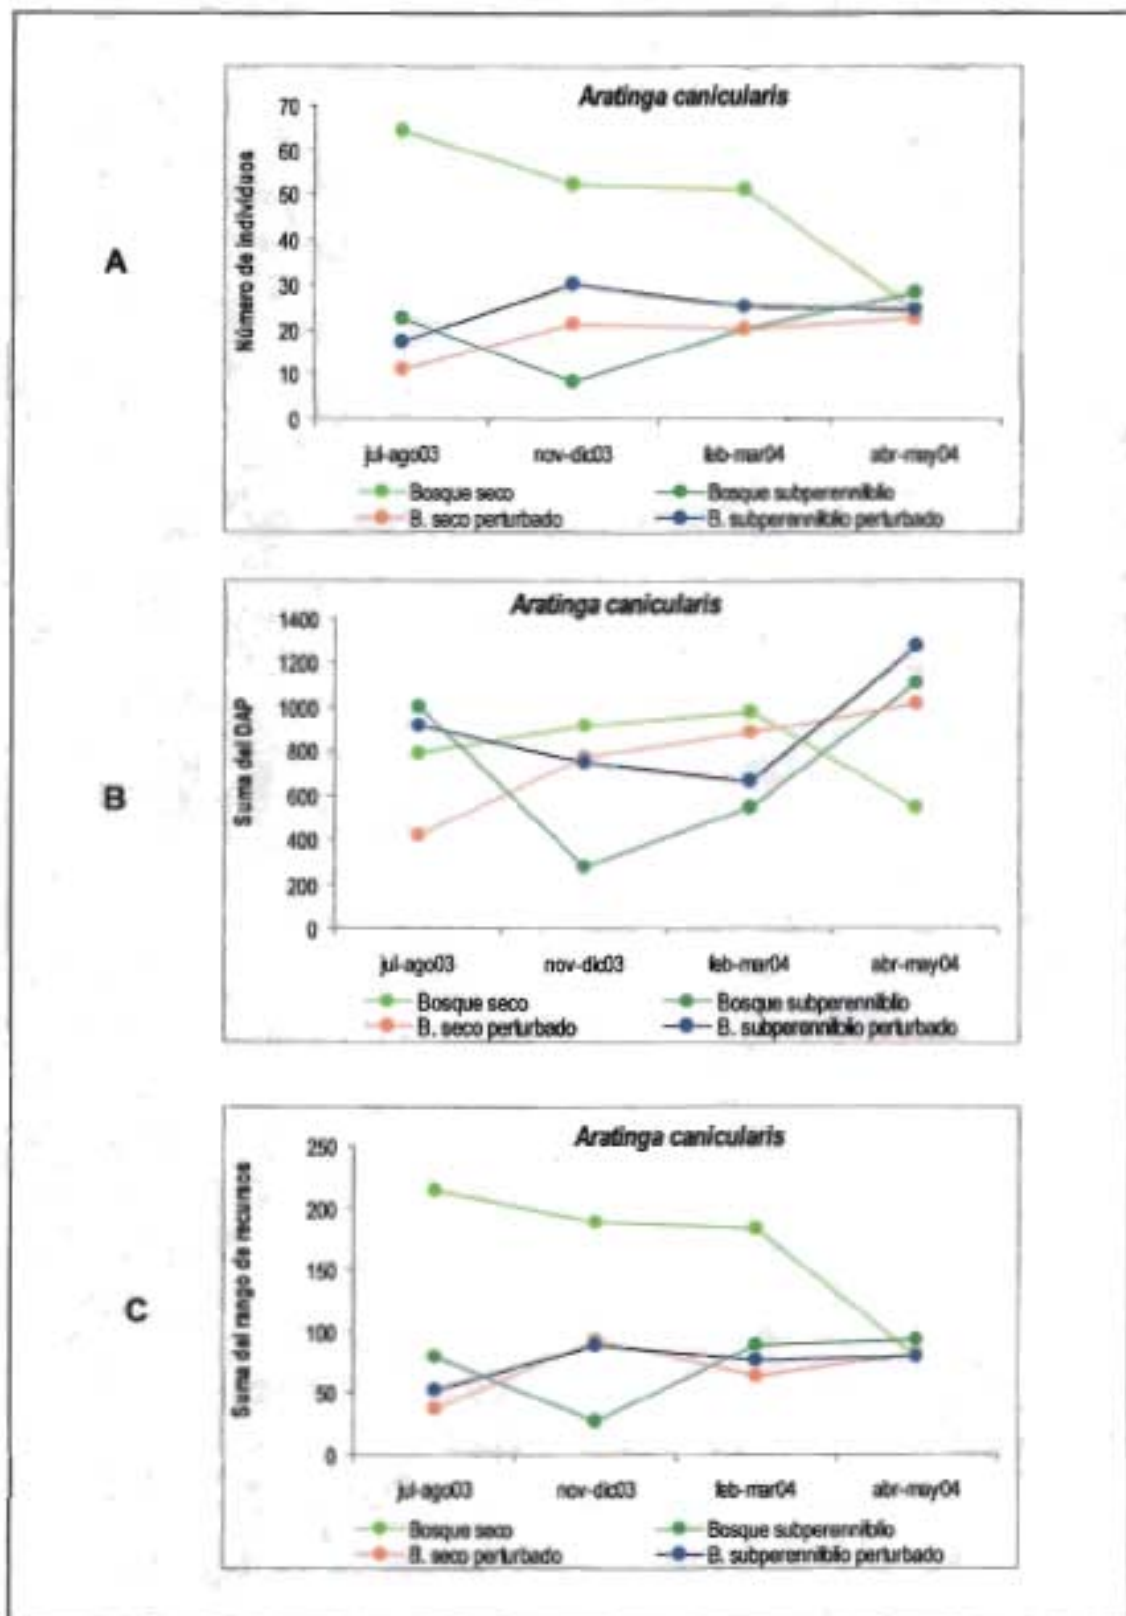 A
Aratinga canicularis
Número de individuos
70
60
50
40
30
20
10
0
jul-ago03 nov-dic03 feb-mar04 abr-may04
Bosque seco Bosque subperennifolio
B. seco perturbado B. subperennifolio perturbado
B
Aratinga canicularis
Suma del DAP
1400
1200
1000
800
600
400
200
0
jul-ago03 nov-dic03 feb-mar04 abr-may04
Bosque seco Bosque subperennifolio
B. seco perturbado B. subperennifolio perturbado
C
Aratinga canicularis
Suma del rango de recursos
250
200
150
100
50
0
jul-ago03 nov-dic03 feb-mar04 abr-may04
Bosque seco Bosque subperennifolio
B. seco perturbado B. subperennifolio perturbado